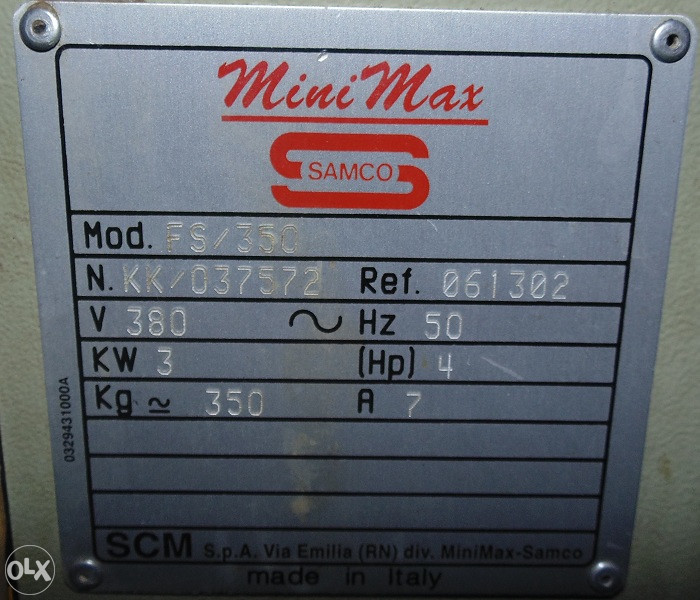 MiniMax
SAMCO
Mod. FS/350
N. KK/037572 Ref. 061302
V 380 ~ Hz 50
KW 3 (Hp) 4
Kg ≃ 350 A 7
0329431000A
SCM S.p.A. Via Emilia (RN) div. MiniMax-Samco
made in Italy
OLX